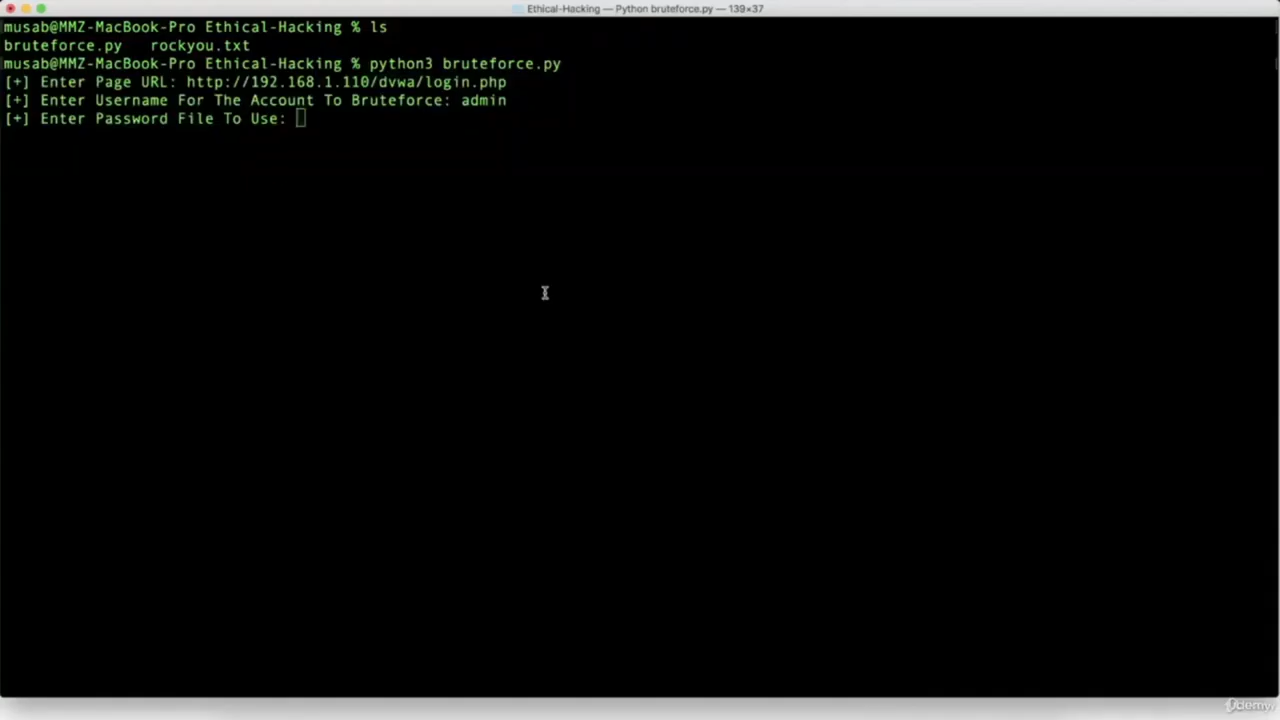 Ethical-Hacking — Python bruteforce.py — 139×37
musab@MMZ-MacBook-Pro Ethical-Hacking % ls
bruteforce.py   rockyou.txt
musab@MMZ-MacBook-Pro Ethical-Hacking % python3 bruteforce.py
[+] Enter Page URL: http://192.168.1.110/dvwa/login.php
[+] Enter Username For The Account To Bruteforce: admin
[+] Enter Password File To Use:
Udemy